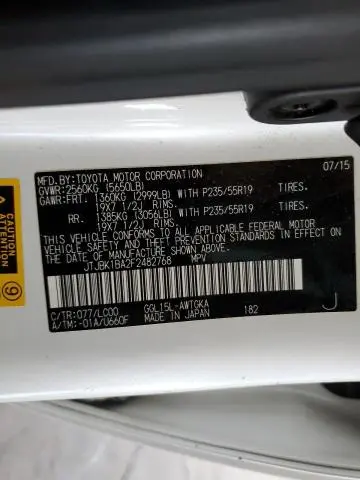 MFD.BY:TOYOTA MOTOR CORPORATION 07/15
GVWR:2560KG (5650LB)
GAWR:FRT. 1360KG (2999LB) WITH P235/55R19 TIRES.
19X7 1/2J RIMS
RR. 1385KG (3056LB) WITH P235/55R19 TIRES.
19X7 1/2J RIMS
THIS VEHICLE CONFORMS TO ALL APPLICABLE FEDERAL MOTOR
VEHICLE SAFETY STANDARDS IN EFFECT ON
THE DATE OF MANUFACTURE SHOWN ABOVE.
JTJBK1BA2F2482768 MPV
C/TR:077/LC00 GGL15L-AWTGKA 182 J
A/TM:-01A/U660F MADE IN JAPAN
CAUTION
ATTENTION
9